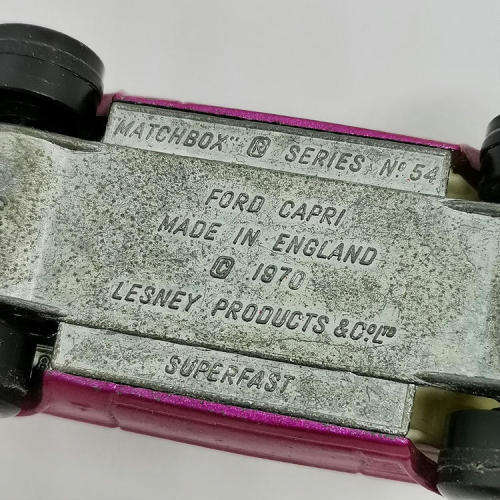 "MATCHBOX" ® SERIES Nº 54
FORD CAPRI
MADE IN ENGLAND
© 1970
LESNEY PRODUCTS & Cº LTD
SUPERFAST